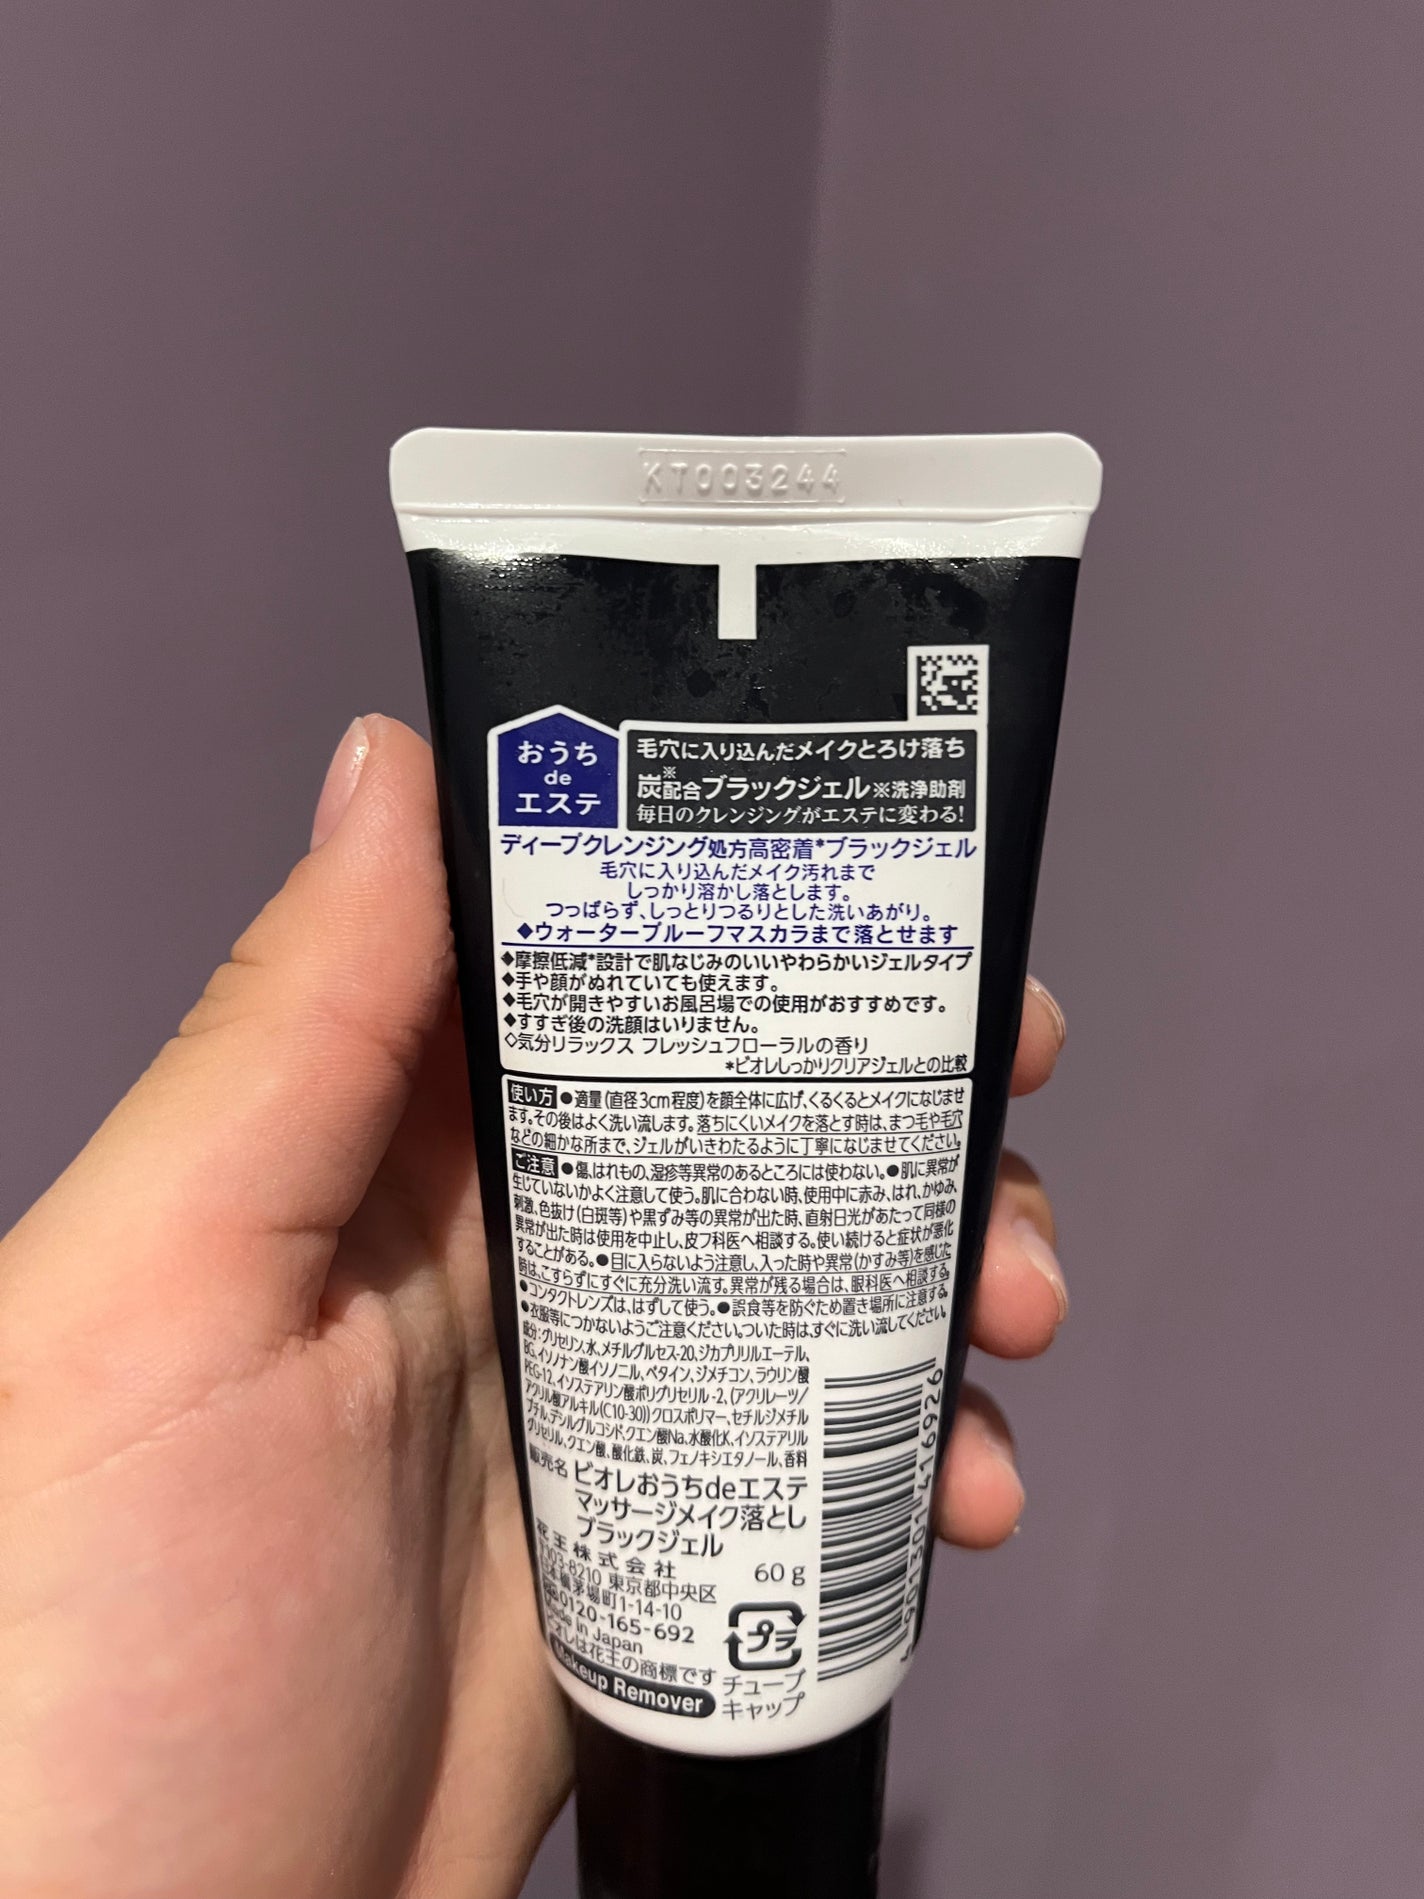 KT003244
おうち
de
エステ
毛穴に入り込んだメイクとろけ落ち
炭※配合ブラックジェル ※洗浄助剤
毎日のクレンジングがエステに変わる!
ディープクレンジング処方高密着*ブラックジェル
毛穴に入り込んだメイク汚れまで
しっかり溶かし落とします。
つっぱらず、しっとりつるりとした洗いあがり。
◆ウォータープルーフマスカラまで落とせます
◆摩擦低減*設計で肌なじみのいいやわらかいジェルタイプ
◆手や顔がぬれていても使えます。
◆毛穴が開きやすいお風呂場での使用がおすすめです。
◆すすぎ後の洗顔はいりません。
◇気分リラックス フレッシュフローラルの香り
*ビオレしっかりクリアジェルとの比較
使い方 ●適量(直径3cm程度)を顔全体に広げ、くるくるとメイクになじませ
ます。その後はよく洗い流します。落ちにくいメイクを落とす時は、まつ毛や毛穴
などの細かな所まで、ジェルがいきわたるように丁寧になじませてください。
ご注意 ●傷、はれもの、湿疹等異常のあるところには使わない。●肌に異常が
生じていないかよく注意して使う。肌に合わない時、使用中に赤み、はれ、かゆみ、
刺激、色抜け(白斑等)や黒ずみ等の異常が出た時、直射日光があたって同様の
異常が出た時は使用を中止し、皮フ科医へ相談する。使い続けると症状が悪化
することがある。●目に入らないよう注意し、入った時や異常(かすみ等)を感じた
時は、こすらずにすぐに充分洗い流す。異常が残る場合は、眼科医へ相談する。
●コンタクトレンズは、はずして使う。●誤食等を防ぐため置き場所に注意する。
●衣服等につかないようご注意ください。ついた時は、すぐに洗い流してください。
成分:グリセリン、水、メチルグルセス-20、ジカプリリルエーテル、
BG、イソノナン酸イソノニル、ベタイン、ジメチコン、ラウリン酸
PEG-12、イソステアリン酸ポリグリセリル-2、(アクリレーツ/
アクリル酸アルキル(C10-30))クロスポリマー、セチルジメチル
ブチル、デシルグルコシド、クエン酸Na、水酸化K、イソステアリル
グリセリル、クエン酸、酸化鉄、炭、フェノキシエタノール、香料
販売名 ビオレおうちdeエステ
マッサージメイク落とし
ブラックジェル
花王株式会社
103-8210 東京都中央区
茅場町1-14-10
0120-165-692
Made in Japan
ビオレは花王の商標です
Makeup Remover
60g
プラ
チューブ
キャップ